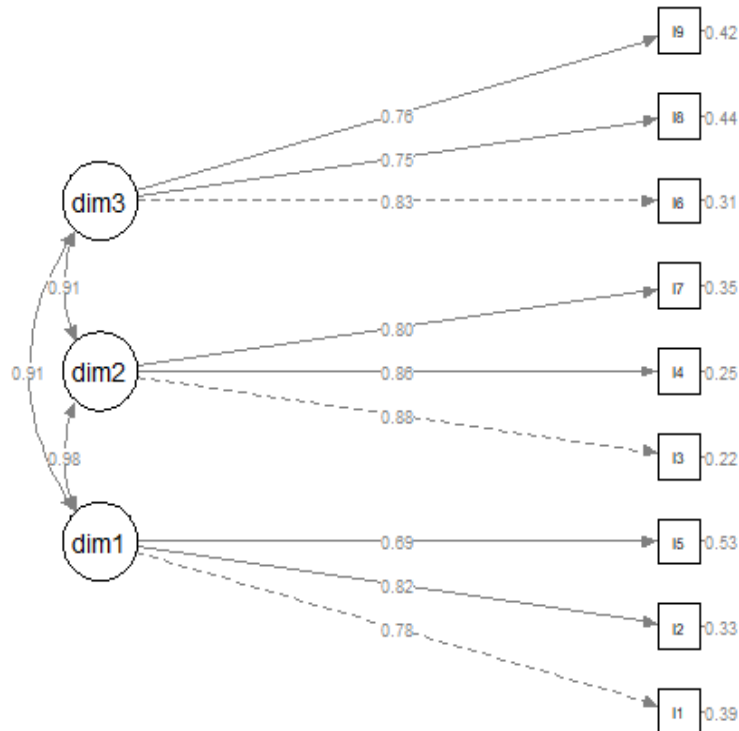 I9 0.42
0.76
I8 0.44
0.75
dim3 0.83 I6 0.31
0.91 I7 0.35
0.80
0.91 dim2 0.86 I4 0.25
0.88
0.98 I3 0.22
dim1 0.69 I5 0.53
0.82
0.78 I2 0.33
I1 0.39